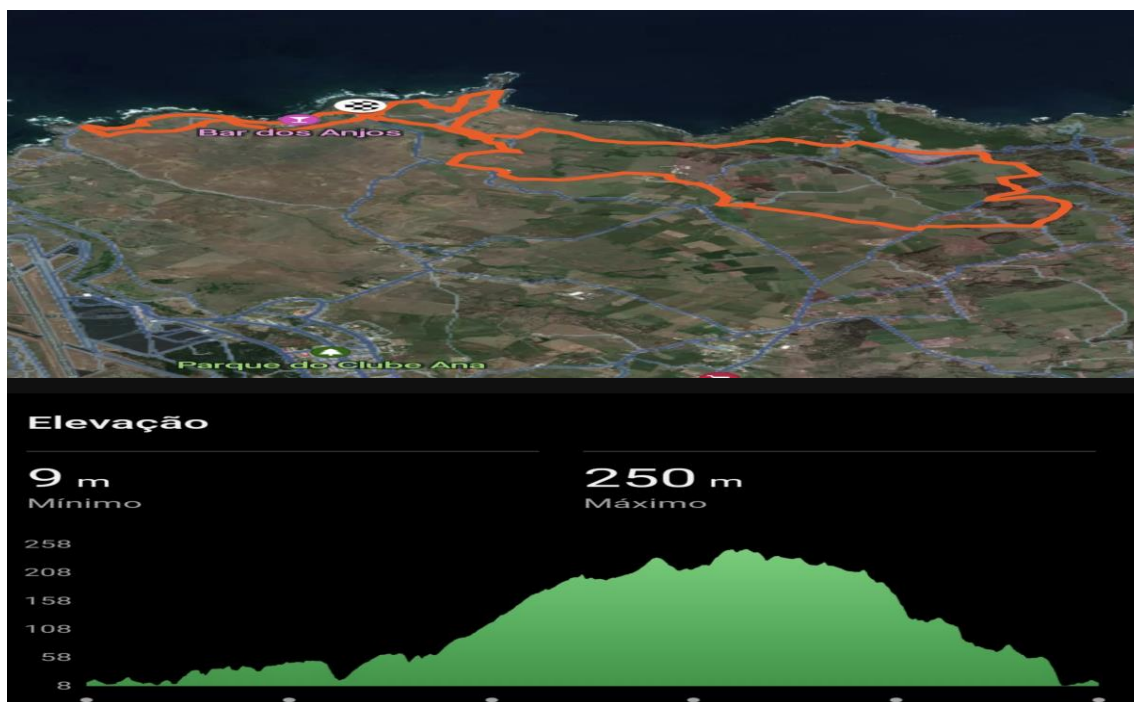 Bar dos Anjos
Parque do Clube Ana
Elevação
9 m
Mínimo
250 m
Máximo
258
208
158
108
58
8